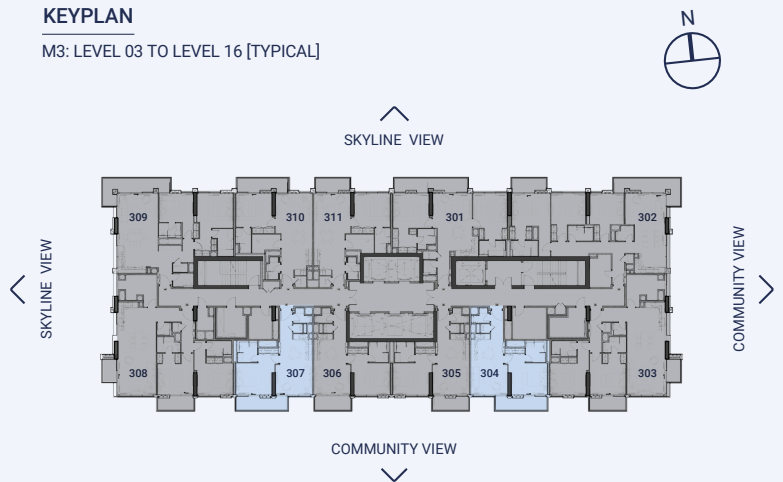 KEYPLAN
M3: LEVEL 03 TO LEVEL 16 [TYPICAL]
N
SKYLINE VIEW
309
310
311
301
302
SKYLINE VIEW
COMMUNITY VIEW
308
307
306
305
304
303
COMMUNITY VIEW